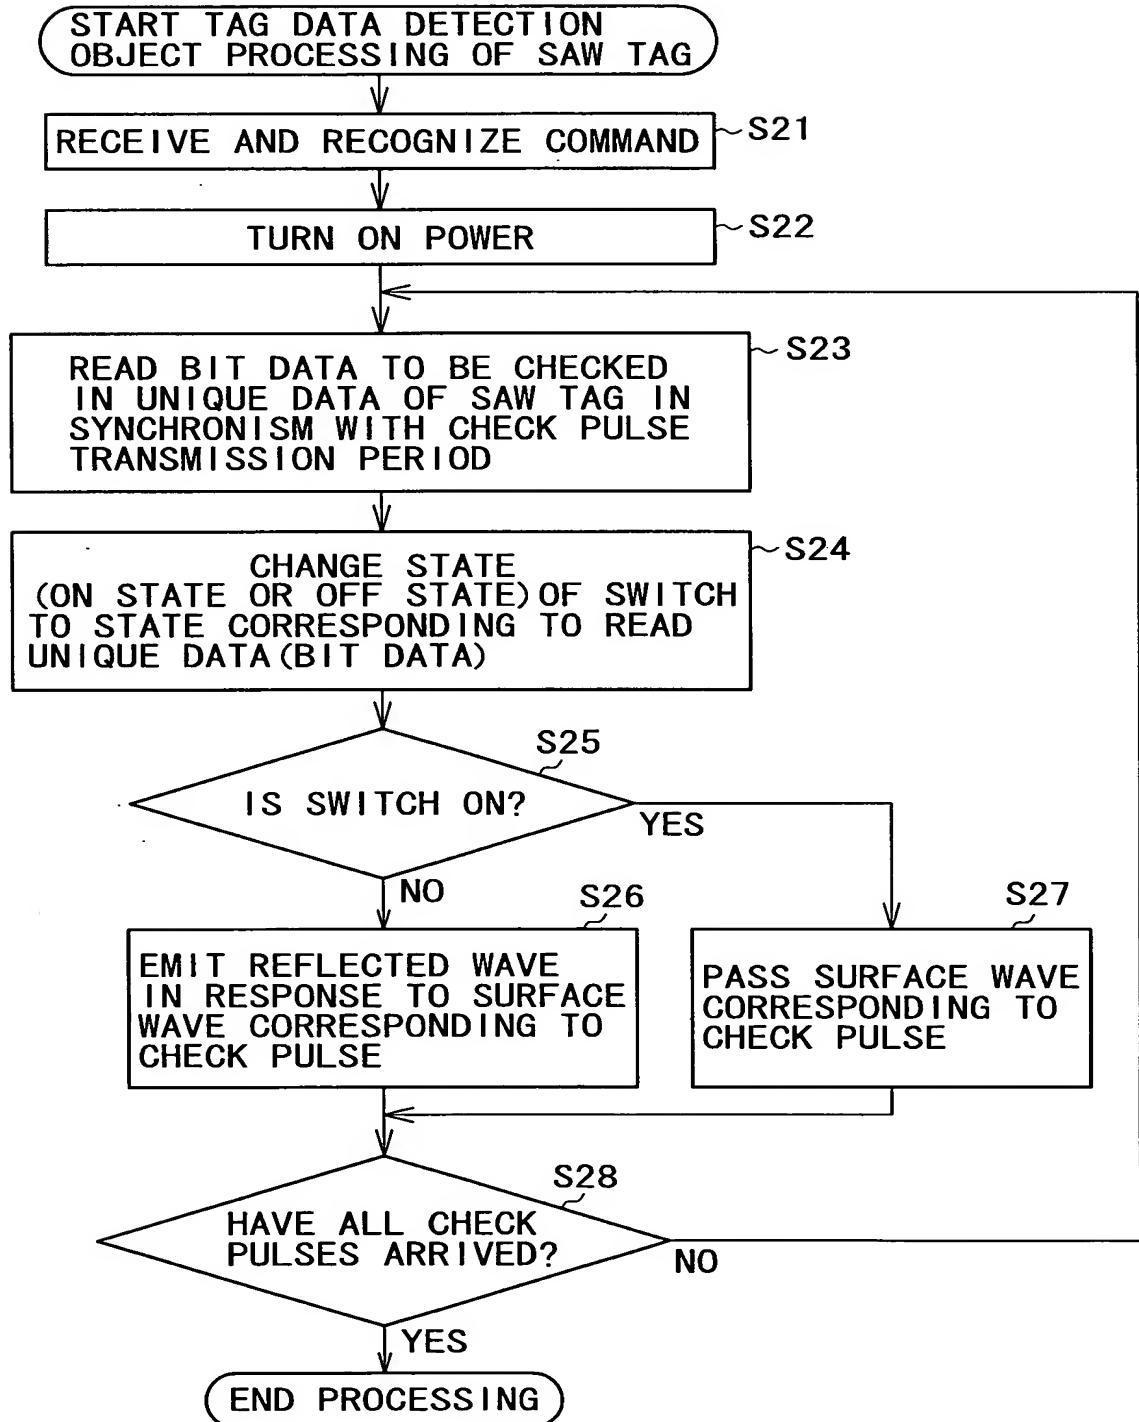 START TAG DATA DETECTION
OBJECT PROCESSING OF SAW TAG
RECEIVE AND RECOGNIZE COMMAND
S21
TURN ON POWER
S22
READ BIT DATA TO BE CHECKED
IN UNIQUE DATA OF SAW TAG IN
SYNCHRONISM WITH CHECK PULSE
TRANSMISSION PERIOD
S23
CHANGE STATE
(ON STATE OR OFF STATE) OF SWITCH
TO STATE CORRESPONDING TO READ
UNIQUE DATA (BIT DATA)
S24
S25
IS SWITCH ON?
YES
NO
S26
EMIT REFLECTED WAVE
IN RESPONSE TO SURFACE
WAVE CORRESPONDING TO
CHECK PULSE
S27
PASS SURFACE WAVE
CORRESPONDING TO
CHECK PULSE
S28
HAVE ALL CHECK
PULSES ARRIVED?
NO
YES
END PROCESSING